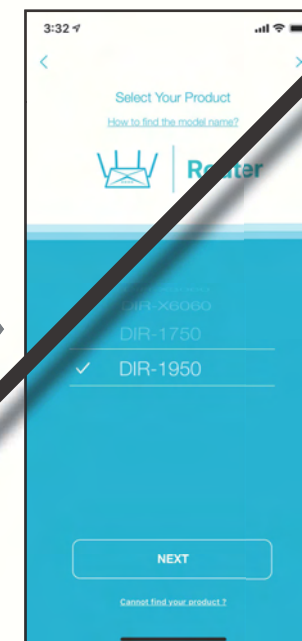 3:32
Select Your Product
How to find the model name?
Router
DIR-X6060
DIR-1750
DIR-1950
NEXT
Cannot find your product ?